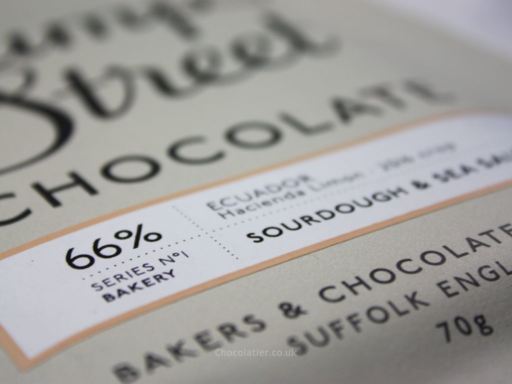 Street
CHOCOLATE
66%
SERIES Nº1
BAKERY
ECUADOR
Hacienda Limon
SOURDOUGH & SEA
BAKERS & CHOCOLATE
SUFFOLK ENGL
70g
Chocolatier.co.uk